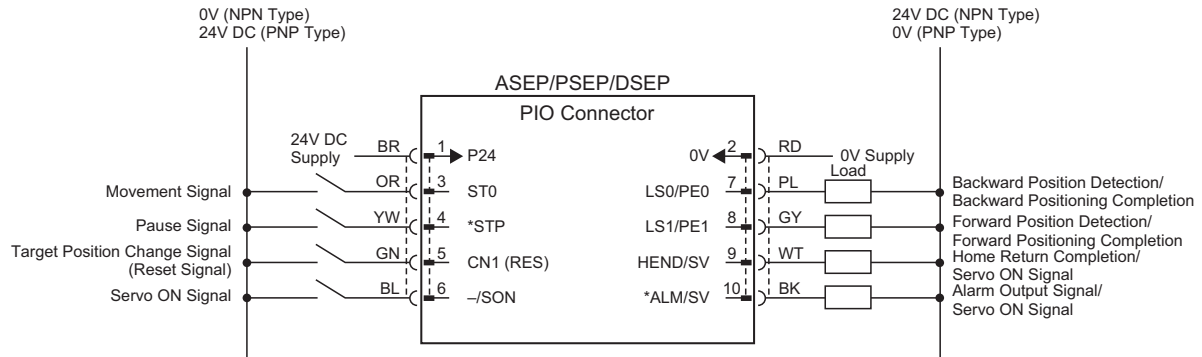 0V (NPN Type)
24V DC (PNP Type)
24V DC (NPN Type)
0V (PNP Type)
ASEP/PSEP/DSEP
PIO Connector
24V DC
Supply
BR
1
P24
0V
2
RD
0V Supply
Load
Movement Signal
OR
3
ST0
LS0/PE0
7
PL
Backward Position Detection/
Backward Positioning Completion
Pause Signal
YW
4
*STP
LS1/PE1
8
GY
Forward Position Detection/
Forward Positioning Completion
Target Position Change Signal
(Reset Signal)
GN
5
CN1 (RES)
HEND/SV
9
WT
Home Return Completion/
Servo ON Signal
Servo ON Signal
BL
6
–/SON
*ALM/SV
10
BK
Alarm Output Signal/
Servo ON Signal